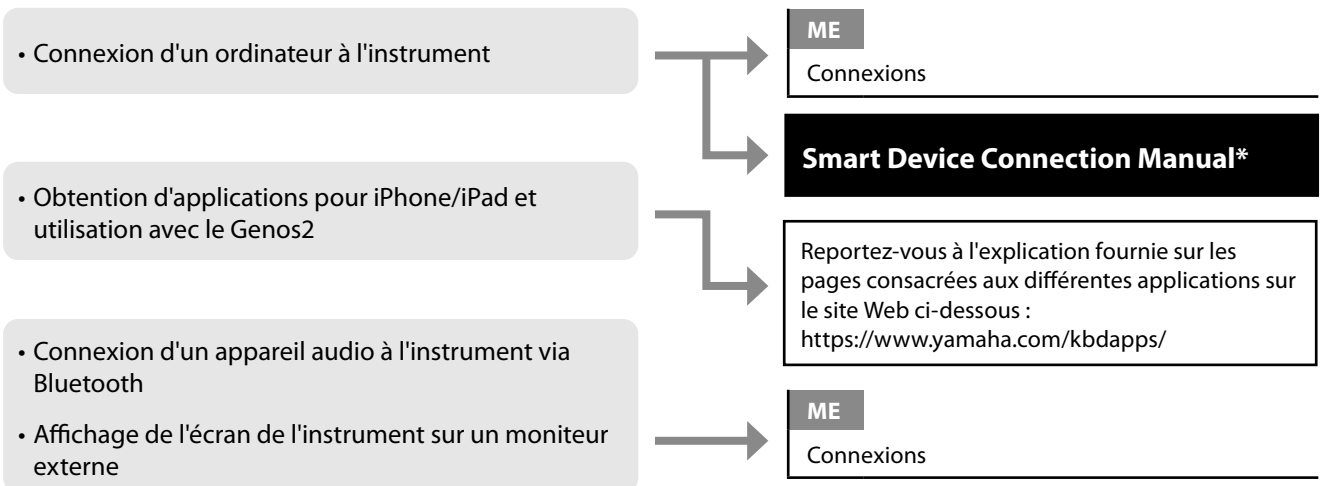 • Connexion d'un ordinateur à l'instrument
ME
Connexions
Smart Device Connection Manual*
• Obtention d'applications pour iPhone/iPad et
utilisation avec le Genos2
Reportez-vous à l'explication fournie sur les
pages consacrées aux différentes applications sur
le site Web ci-dessous :
https://www.yamaha.com/kbdapps/
• Connexion d'un appareil audio à l'instrument via
Bluetooth
• Affichage de l'écran de l'instrument sur un moniteur
externe
ME
Connexions